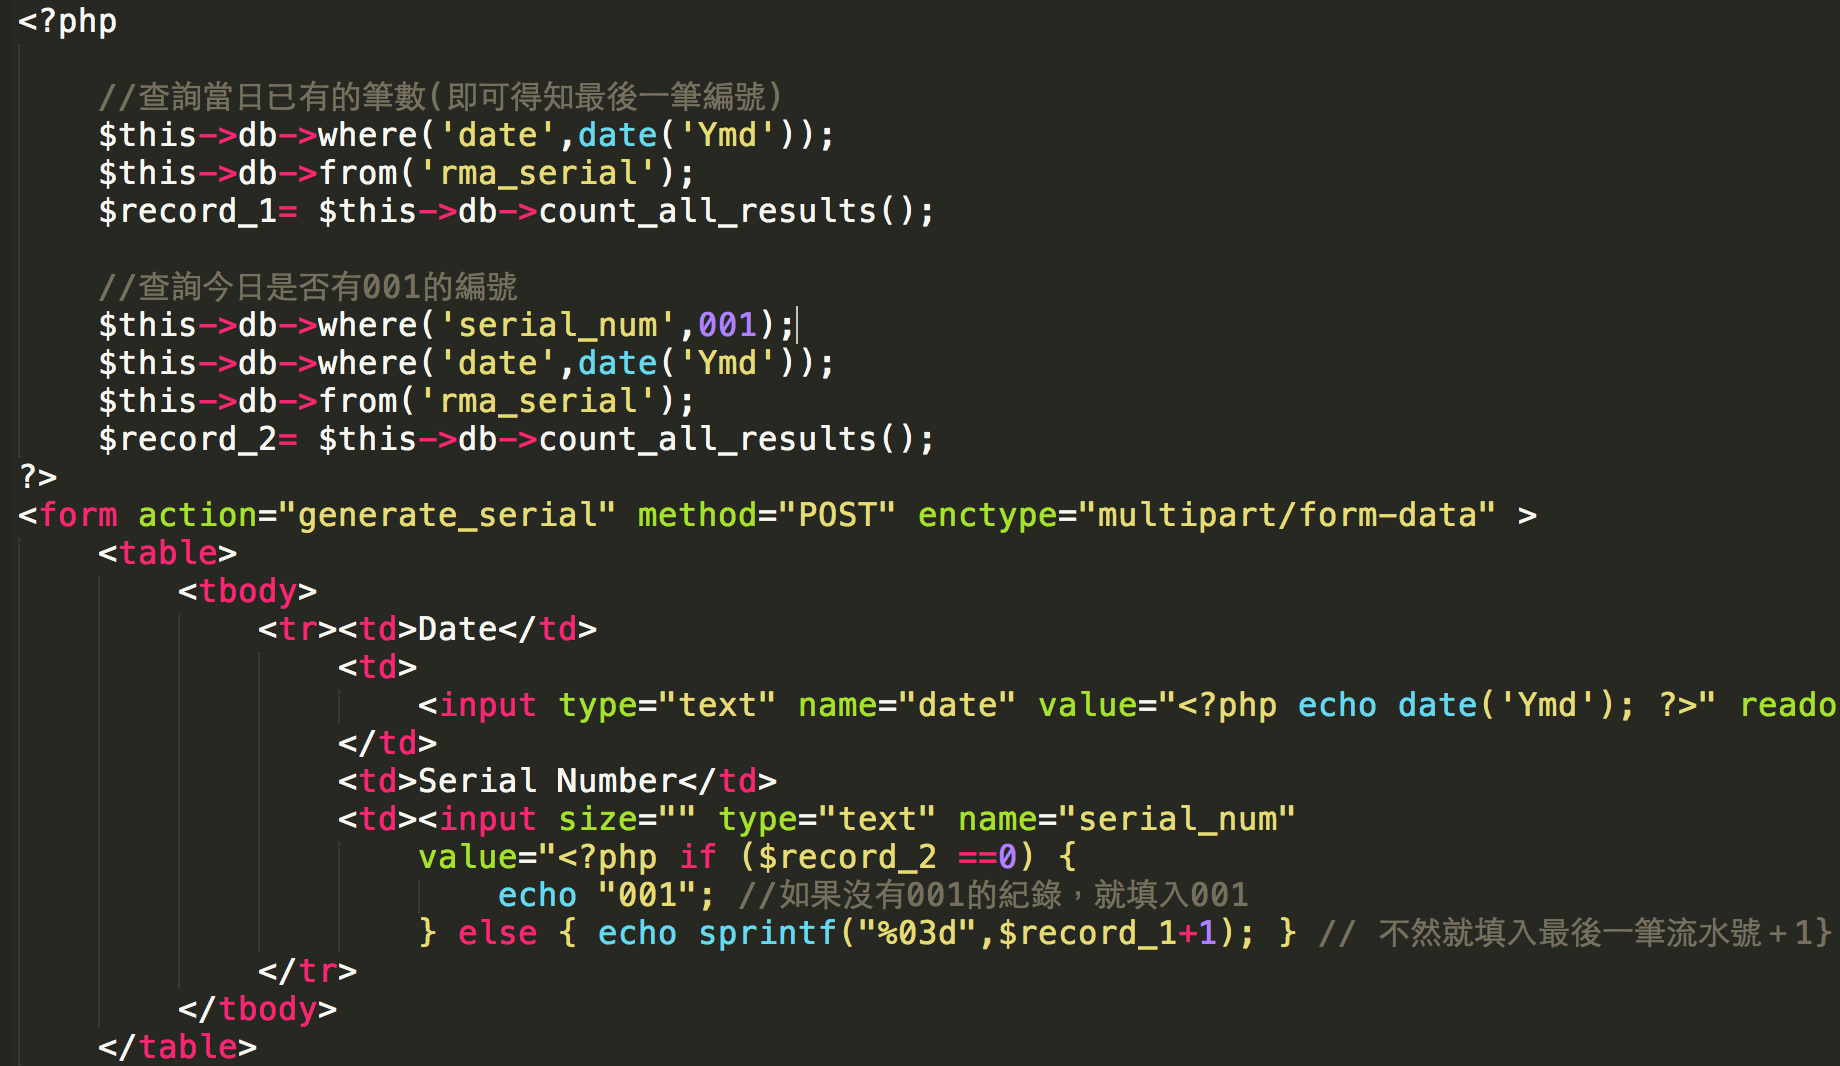 <?php
//查詢當日己有的筆數(即可得知最後一筆編號)
$this->db->where('date',date('Ymd'));
$this->db->from('rma_serial');
$record_1= $this->db->count_all_results();
//查詢今日是否有001的編號
$this->db->where('serial_num',001);
$this->db->where('date',date('Ymd'));
$this->db->from('rma_serial');
$record_2= $this->db->count_all_results();
?>
<form action="generate_serial" method="POST" enctype="multipart/form-data" >
<table>
<tbody>
<tr><td>Date</td>
<td>
<input type="text" name="date" value="<?php echo date('Ymd'); ?>" reado
</td>
<td>Serial Number</td>
<td><input size="" type="text" name="serial_num"
value="<?php if ($record_2 ==0) {
echo "001"; //如果沒有001的紀錄，就填入001
} else { echo sprintf("%03d",$record_1+1); } // 不然就填入最後一筆流水號＋1}
</tr>
</tbody>
</table>